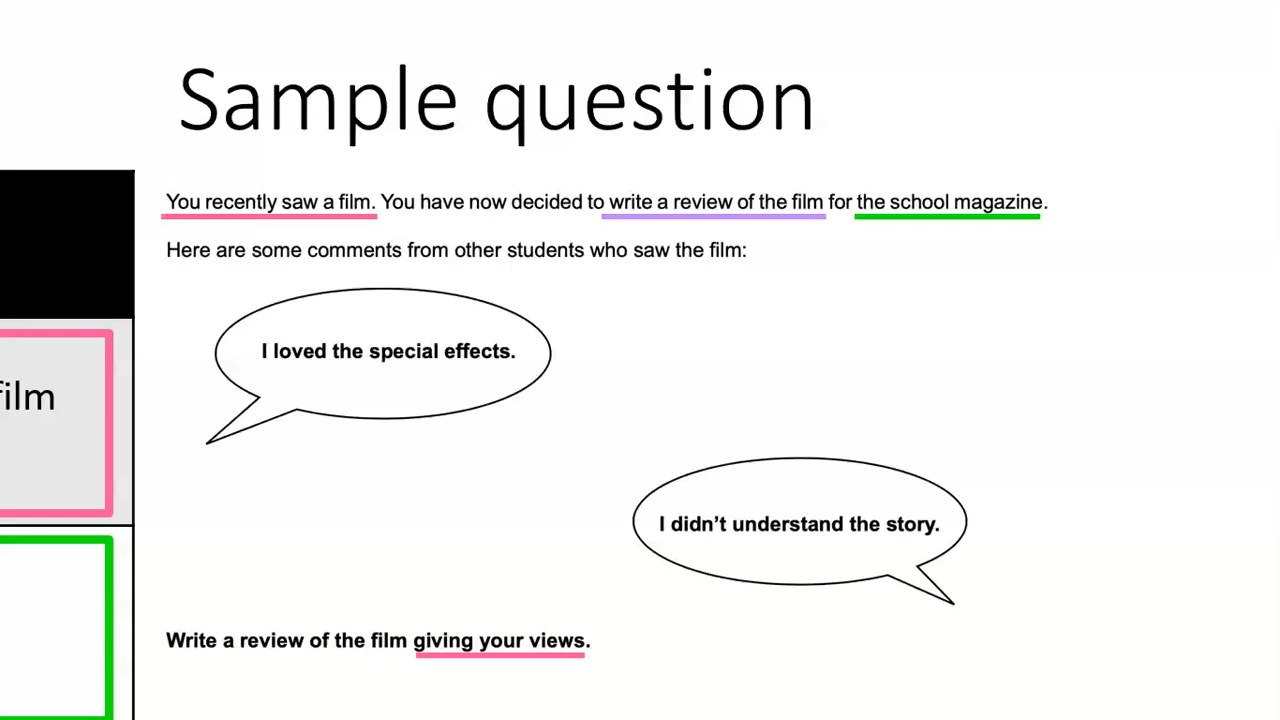 Sample question
You recently saw a film. You have now decided to write a review of the film for the school magazine.
Here are some comments from other students who saw the film:
I loved the special effects.
film
I didn’t understand the story.
Write a review of the film giving your views.